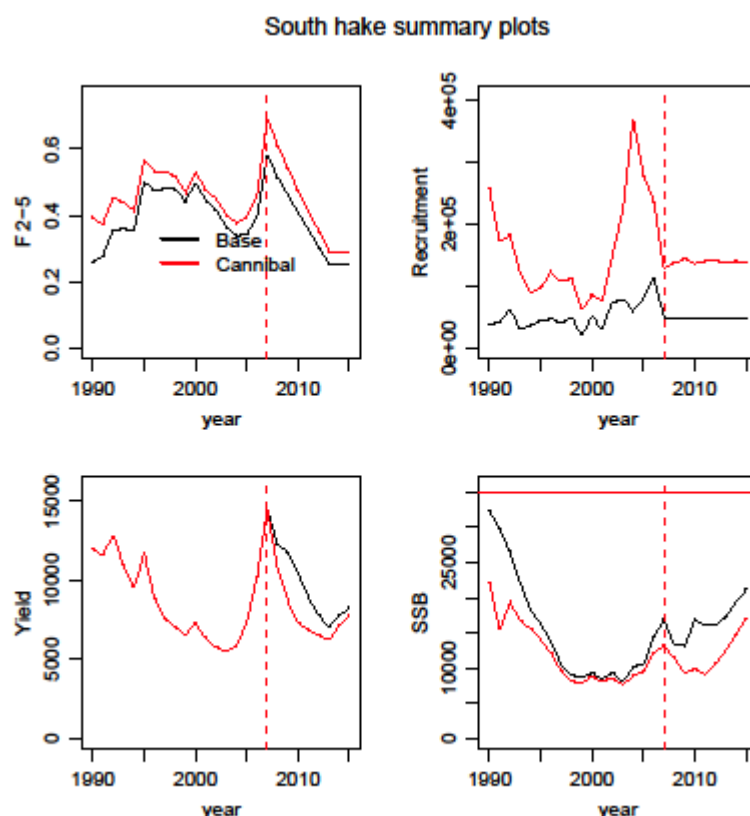 South hake summary plots
F 2-5
0.0 0.2 0.4 0.6
Base
Cannibal
1990 2000 2010
year
Recruitment
0e+00 2e+05 4e+05
1990 2000 2010
year
Yield
0 5000 10000 15000
1990 2000 2010
year
SSB
0 10000 25000
1990 2000 2010
year